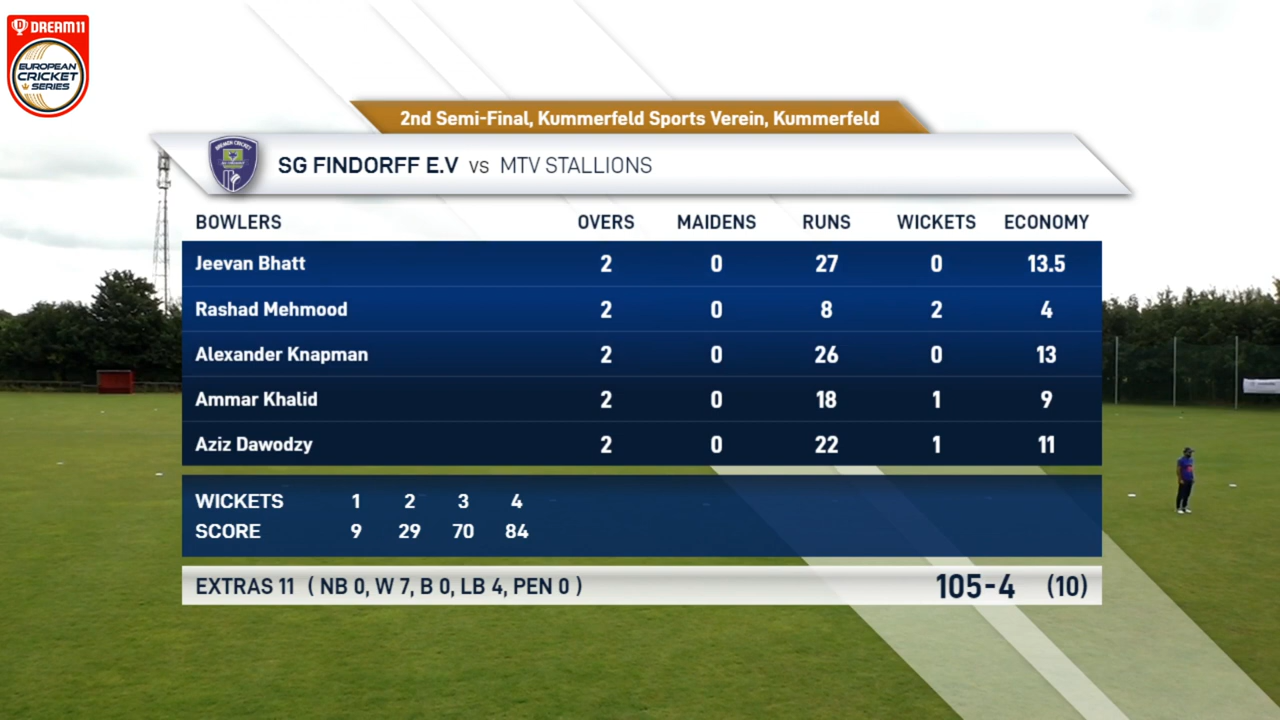 DREAM11
EUROPEAN
CRICKET
SERIES
2nd Semi-Final, Kummerfeld Sports Verein, Kummerfeld
SG FINDORFF E.V vs MTV STALLIONS
BOWLERS OVERS MAIDENS RUNS WICKETS ECONOMY
Jeevan Bhatt 2 0 27 0 13.5
Rashad Mehmood 2 0 8 2 4
Alexander Knapman 2 0 26 0 13
Ammar Khalid 2 0 18 1 9
Aziz Dawodzy 2 0 22 1 11
WICKETS 1 2 3 4
SCORE 9 29 70 84
EXTRAS 11 ( NB 0, W 7, B 0, LB 4, PEN 0 ) 105-4 (10)